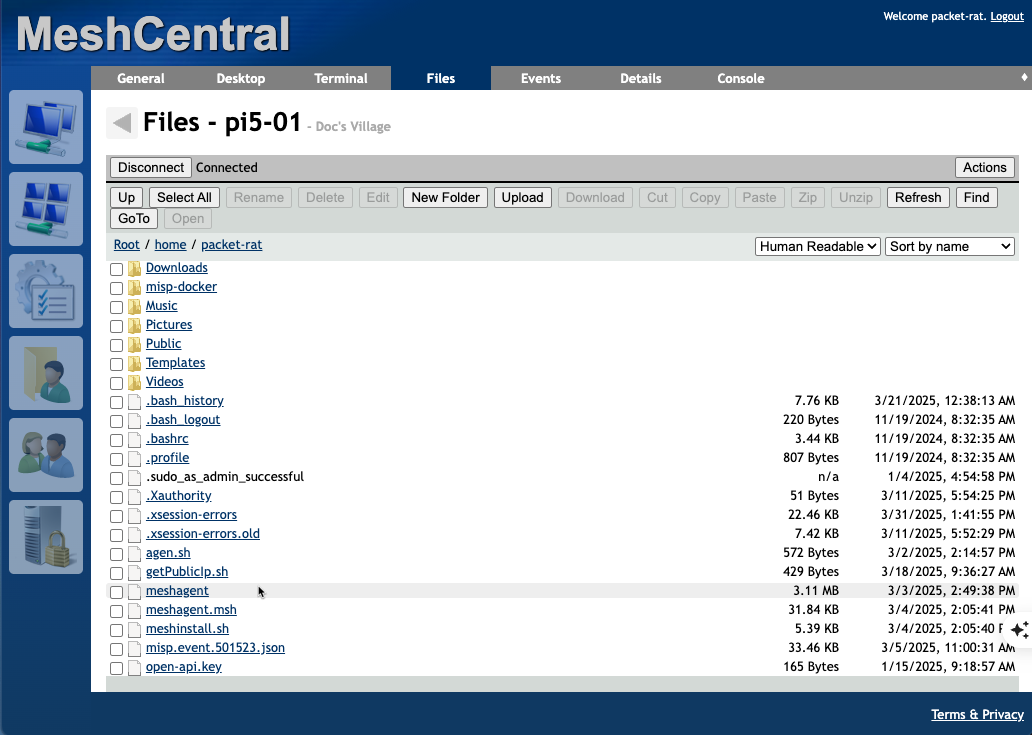 MeshCentral
Welcome packet-rat. Logout
General Desktop Terminal Files Events Details Console
Files - pi5-01 - Doc's Village
Disconnect Connected Actions
Up Select All Rename Delete Edit New Folder Upload Download Cut Copy Paste Zip Unzip Refresh Find
GoTo Open
Root / home / packet-rat Human Readable Sort by name
Downloads
misp-docker
Music
Pictures
Public
Templates
Videos
.bash_history 7.76 KB 3/21/2025, 12:38:13 AM
.bash_logout 220 Bytes 11/19/2024, 8:32:35 AM
.bashrc 3.44 KB 11/19/2024, 8:32:35 AM
.profile 807 Bytes 11/19/2024, 8:32:35 AM
.sudo_as_admin_successful n/a 1/4/2025, 4:54:58 PM
.Xauthority 51 Bytes 3/11/2025, 5:54:25 PM
.xsession-errors 22.46 KB 3/31/2025, 1:41:55 PM
.xsession-errors.old 7.42 KB 3/11/2025, 5:52:29 PM
agen.sh 572 Bytes 3/2/2025, 2:14:57 PM
getPublicIp.sh 429 Bytes 3/18/2025, 9:36:27 AM
meshagent 3.11 MB 3/3/2025, 2:49:38 PM
meshagent.msh 31.84 KB 3/4/2025, 2:05:41 PM
meshinstall.sh 5.39 KB 3/4/2025, 2:05:40
misp.event.501523.json 33.46 KB 3/5/2025, 11:00:31 AM
open-api.key 165 Bytes 1/15/2025, 9:18:57 AM
Terms & Privacy